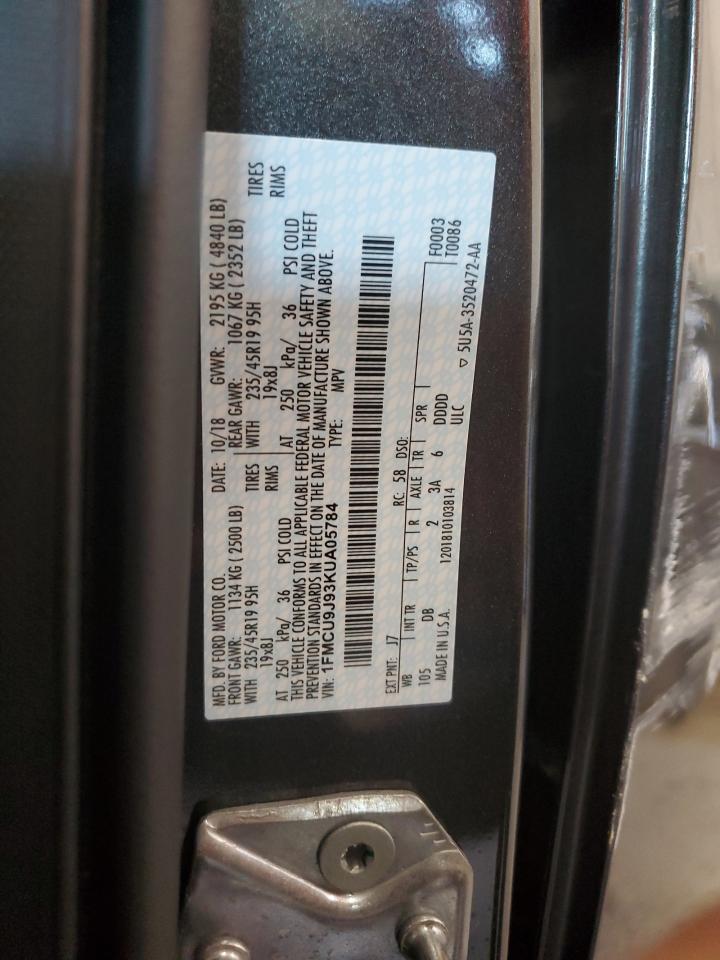 MFD. BY FORD MOTOR CO. DATE: 10/18 GVWR: 2195 KG ( 4840 LB)
FRONT GAWR: 1134 KG ( 2500 LB) REAR GAWR: 1067 KG ( 2352 LB)
WITH 235/45R19 95H TIRES WITH 235/45R19 95H TIRES
19x8J RIMS 19x8J RIMS
AT 250 kPa/ 36 PSI COLD AT 250 kPa/ 36 PSI COLD
THIS VEHICLE CONFORMS TO ALL APPLICABLE FEDERAL MOTOR VEHICLE SAFETY AND THEFT
PREVENTION STANDARDS IN EFFECT ON THE DATE OF MANUFACTURE SHOWN ABOVE.
VIN: 1FMCU9J93KUA05784 TYPE: MPV
EXT PNT: J7 RC: 58 DSO: F0003
WB INT TR TP/PS R AXLE TR SPR T0086
105 DB 2 3A 6 DDDD
MADE IN U.S.A. 1201810103814 ULC ▽ 5U5A-3520472-AA